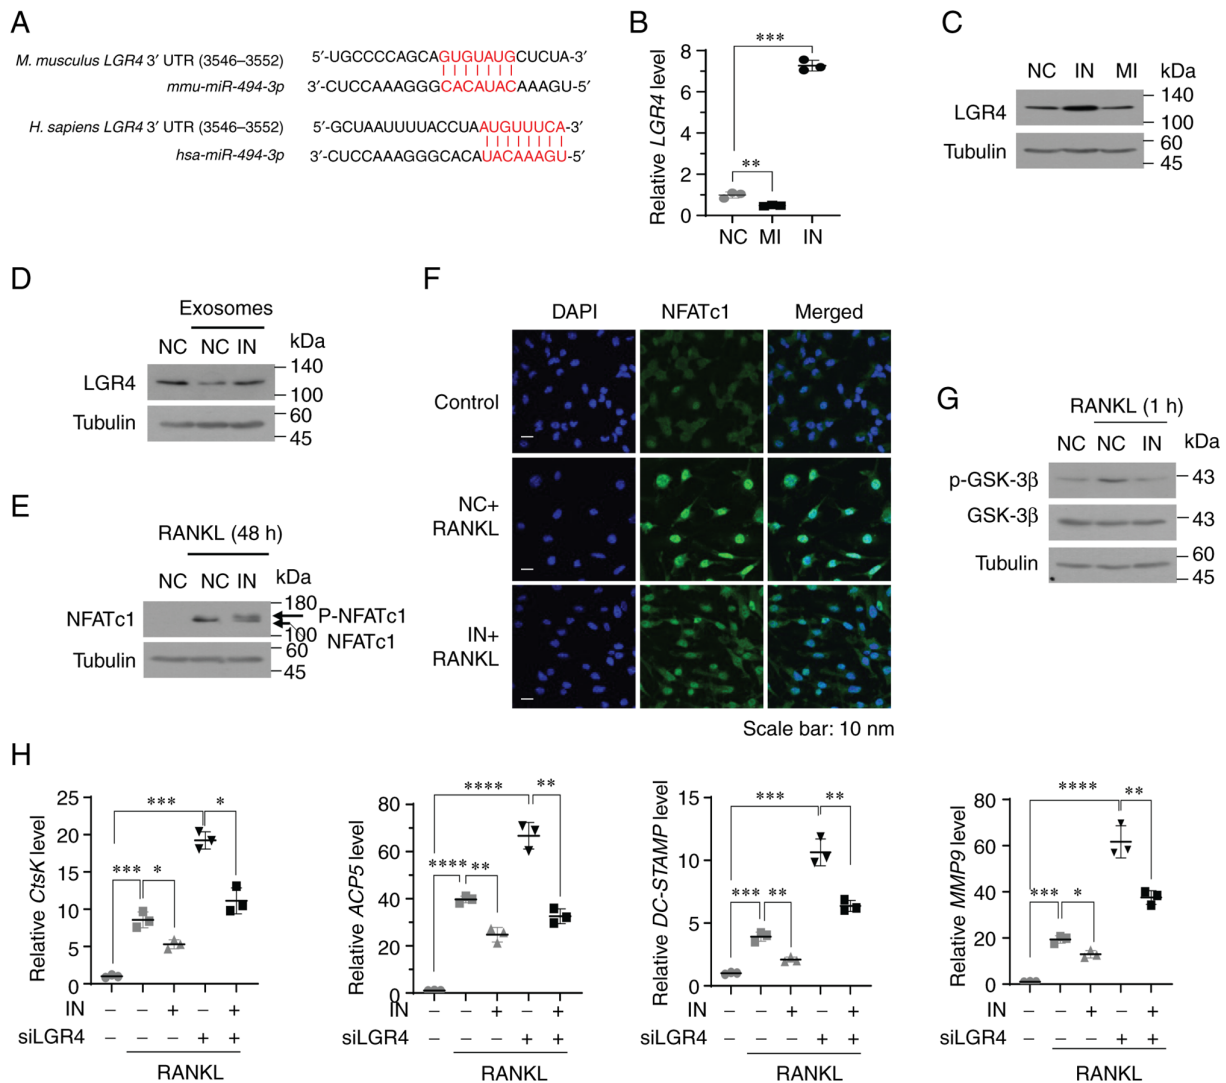 A
M. musculus LGR4 3′ UTR (3546–3552)
5′-UGCCCCAGCAGUGUAUGCUCUA-3′
mmu-miR-494-3p
3′-CUCCAAAGGGCACAUACAAAGU-5′
H. sapiens LGR4 3′ UTR (3546–3552)
5′-GCUAAUUUUACCUAAUGUUUCA-3′
hsa-miR-494-3p
3′-CUCCAAAGGGCACAUACAAAGU-5′
B
Relative LGR4 level
8
6
4
2
0
***
**
NC MI IN
C
NC IN MI kDa
LGR4
140
100
Tubulin
60
45
D
Exosomes
NC NC IN kDa
LGR4
140
100
Tubulin
60
45
E
RANKL (48 h)
NC NC IN kDa
NFATc1
180
100
P-NFATc1
NFATc1
Tubulin
60
45
F
DAPI NFATc1 Merged
Control
NC+
RANKL
IN+
RANKL
Scale bar: 10 nm
G
RANKL (1 h)
NC NC IN kDa
p-GSK-3β
43
GSK-3β
43
Tubulin
60
45
H
Relative CtsK level
25
20
15
10
5
0
*** *
*** *
IN – – + – +
siLGR4 – – – + +
RANKL
Relative ACP5 level
80
60
40
20
0
**** **
**** **
IN – – + – +
siLGR4 – – – + +
RANKL
Relative DC-STAMP level
15
10
5
0
*** **
*** **
IN – – + – +
siLGR4 – – – + +
RANKL
Relative MMP9 level
80
60
40
20
0
**** **
*** *
IN – – + – +
siLGR4 – – – + +
RANKL